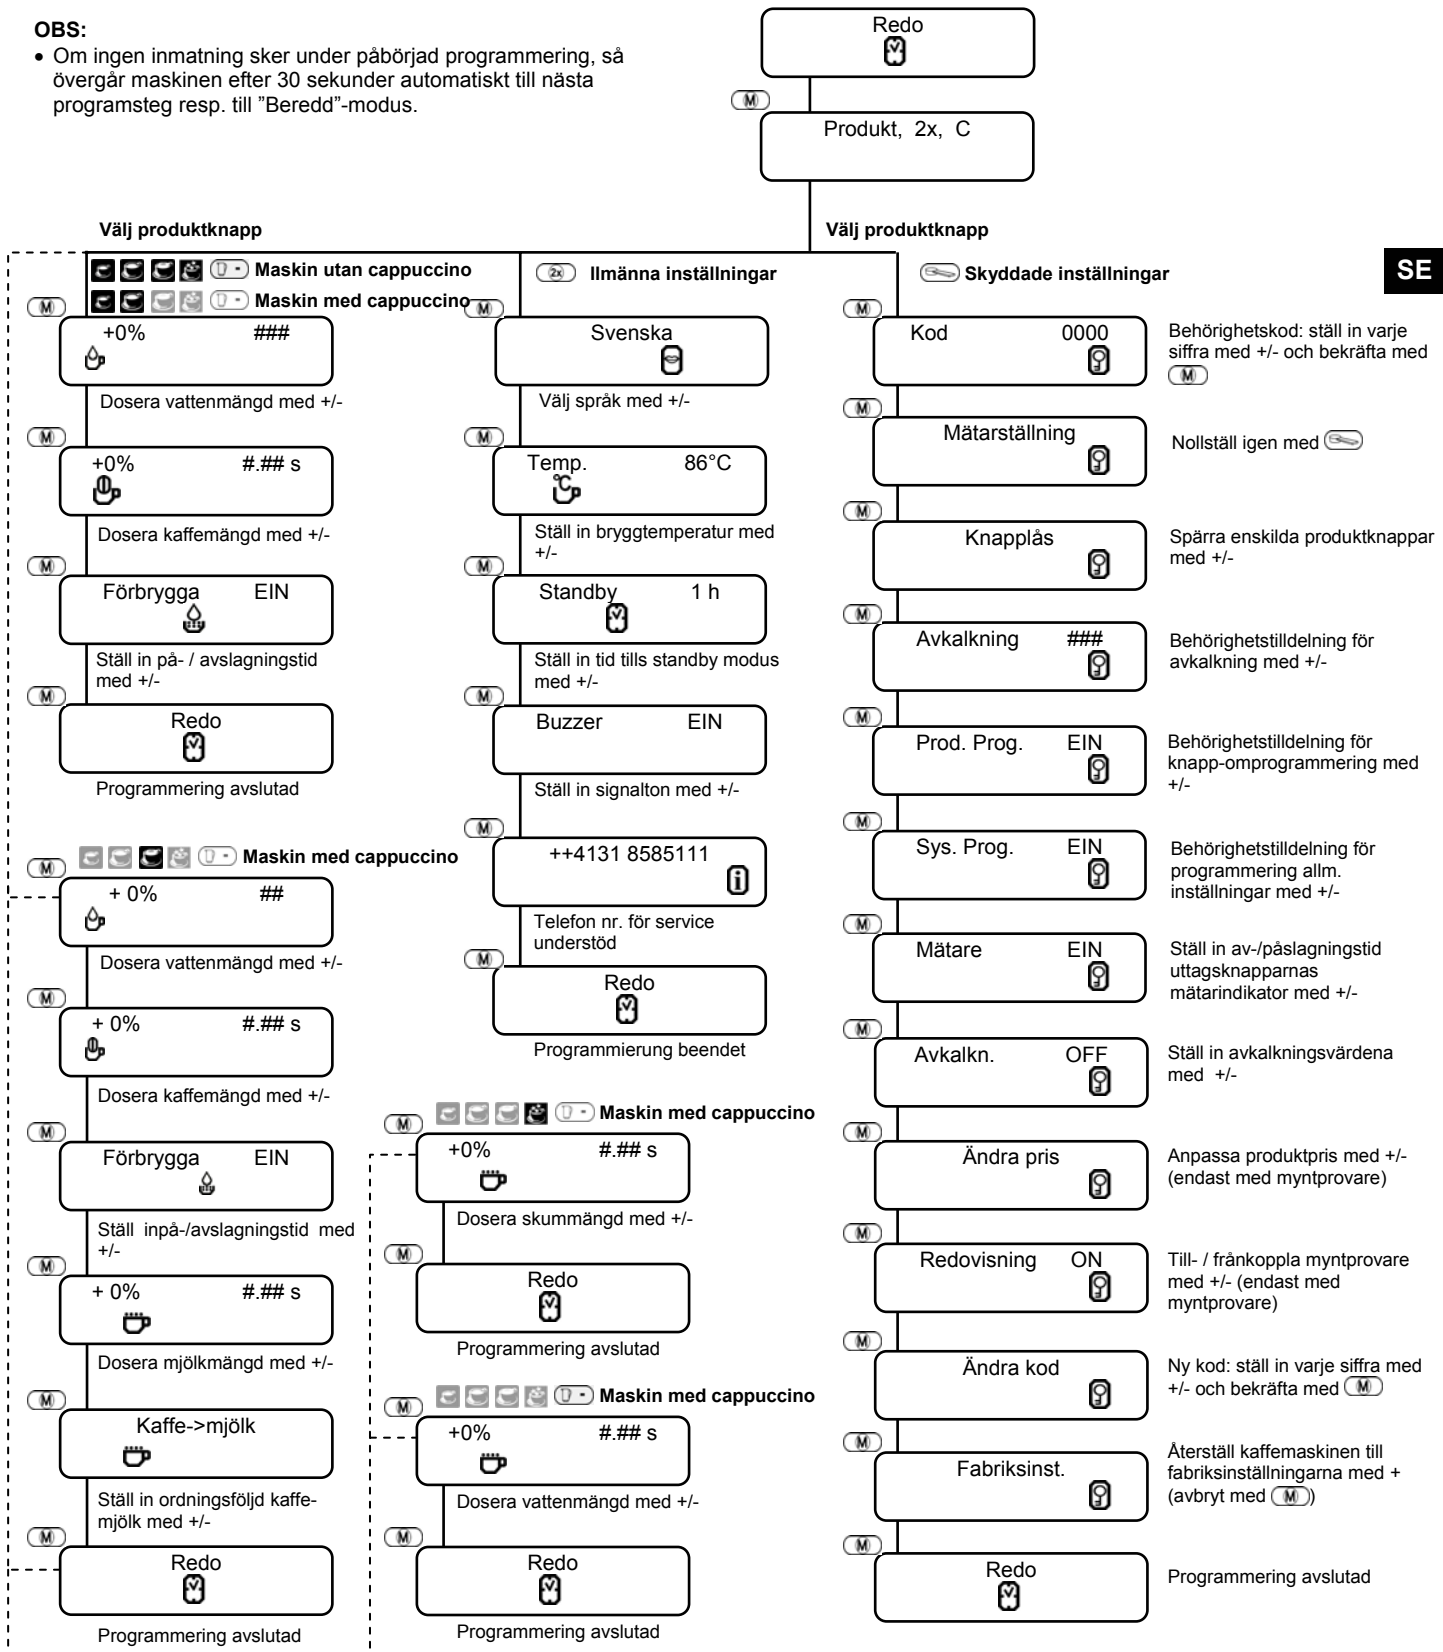 OBS:
• Om ingen inmatning sker under påbörjad programmering, så
övergår maskinen efter 30 sekunder automatiskt till nästa
programsteg resp. till ”Beredd”-modus.
Redo
M
Produkt, 2x, C
Välj produktknapp
Välj produktknapp
SE
Maskin utan cappuccino
Maskin med cappuccino
M
+0% ###
Dosera vattenmängd med +/-
M
+0% #.## s
Dosera kaffemängd med +/-
M
Förbrygga EIN
Ställ in på- / avslagningstid
med +/-
M
Redo
Programmering avslutad
Maskin med cappuccino
M
+ 0% ##
Dosera vattenmängd med +/-
M
+ 0% #.## s
Dosera kaffemängd med +/-
M
Förbrygga EIN
Ställ inpå-/avslagningstid med
+/-
M
+ 0% #.## s
Dosera mjölkmängd med +/-
M
Kaffe->mjölk
Ställ in ordningsföljd kaffe-
mjölk med +/-
M
Redo
Programmering avslutad
2x Ilmänna inställningar
M
Svenska
Välj språk med +/-
M
Temp. 86°C
°C
Ställ in bryggtemperatur med
+/-
M
Standby 1 h
Ställ in tid tills standby modus
med +/-
M
Buzzer EIN
Ställ in signalton med +/-
M
++4131 8585111
i
Telefon nr. för service
understöd
M
Redo
Programmierung beendet
Maskin med cappuccino
M
+0% #.## s
Dosera skummängd med +/-
M
Redo
Programmering avslutad
Maskin med cappuccino
M
+0% #.## s
Dosera vattenmängd med +/-
M
Redo
Programmering avslutad
Skyddade inställningar
M
Kod 0000
Behörighetskod: ställ in varje
siffra med +/- och bekräfta med
M
M
Mätarställning
Nollställ igen med
M
Knapplås
Spärra enskilda produktknappar
med +/-
M
Avkalkning ###
Behörighetstilldelning för
avkalkning med +/-
M
Prod. Prog. EIN
Behörighetstilldelning för
knapp-omprogrammering med
+/-
M
Sys. Prog. EIN
Behörighetstilldelning för
programmering allm.
inställningar med +/-
M
Mätare EIN
Ställ in av-/påslagningstid
uttagsknapparnas
mätarindikator med +/-
M
Avkalkn. OFF
Ställ in avkalkningsvärdena
med +/-
M
Ändra pris
Anpassa produktpris med +/-
(endast med myntprovare)
M
Redovisning ON
Till- / frånkoppla myntprovare
med +/- (endast med
myntprovare)
M
Ändra kod
Ny kod: ställ in varje siffra med
+/- och bekräfta med M
M
Fabriksinst.
Återställ kaffemaskinen till
fabriksinställningarna med +
(avbryt med M)
M
Redo
Programmering avslutad